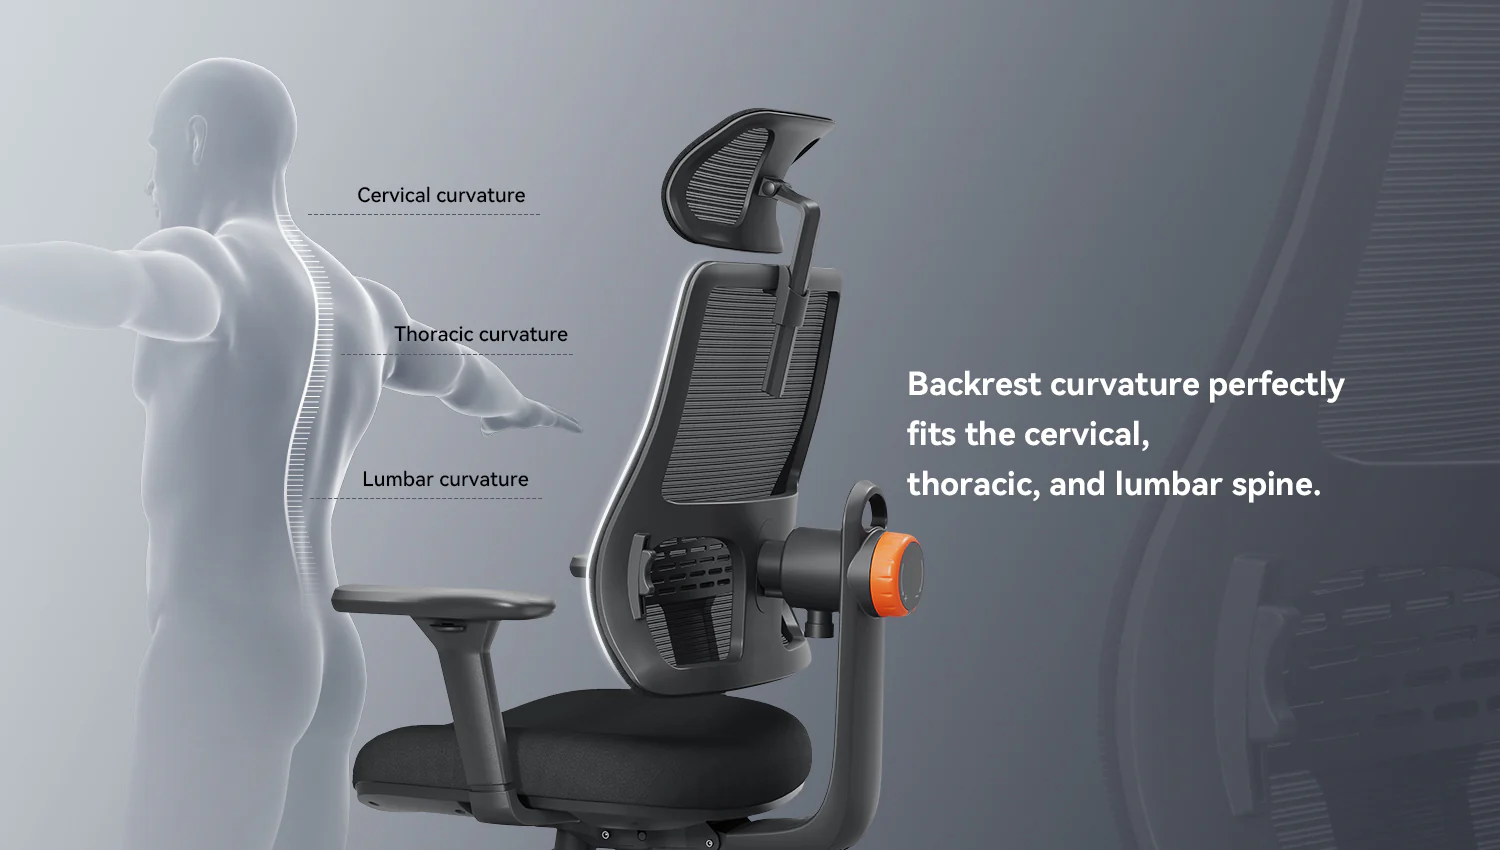 Cervical curvature
Thoracic curvature
Lumbar curvature
Backrest curvature perfectly
fits the cervical,
thoracic, and lumbar spine.